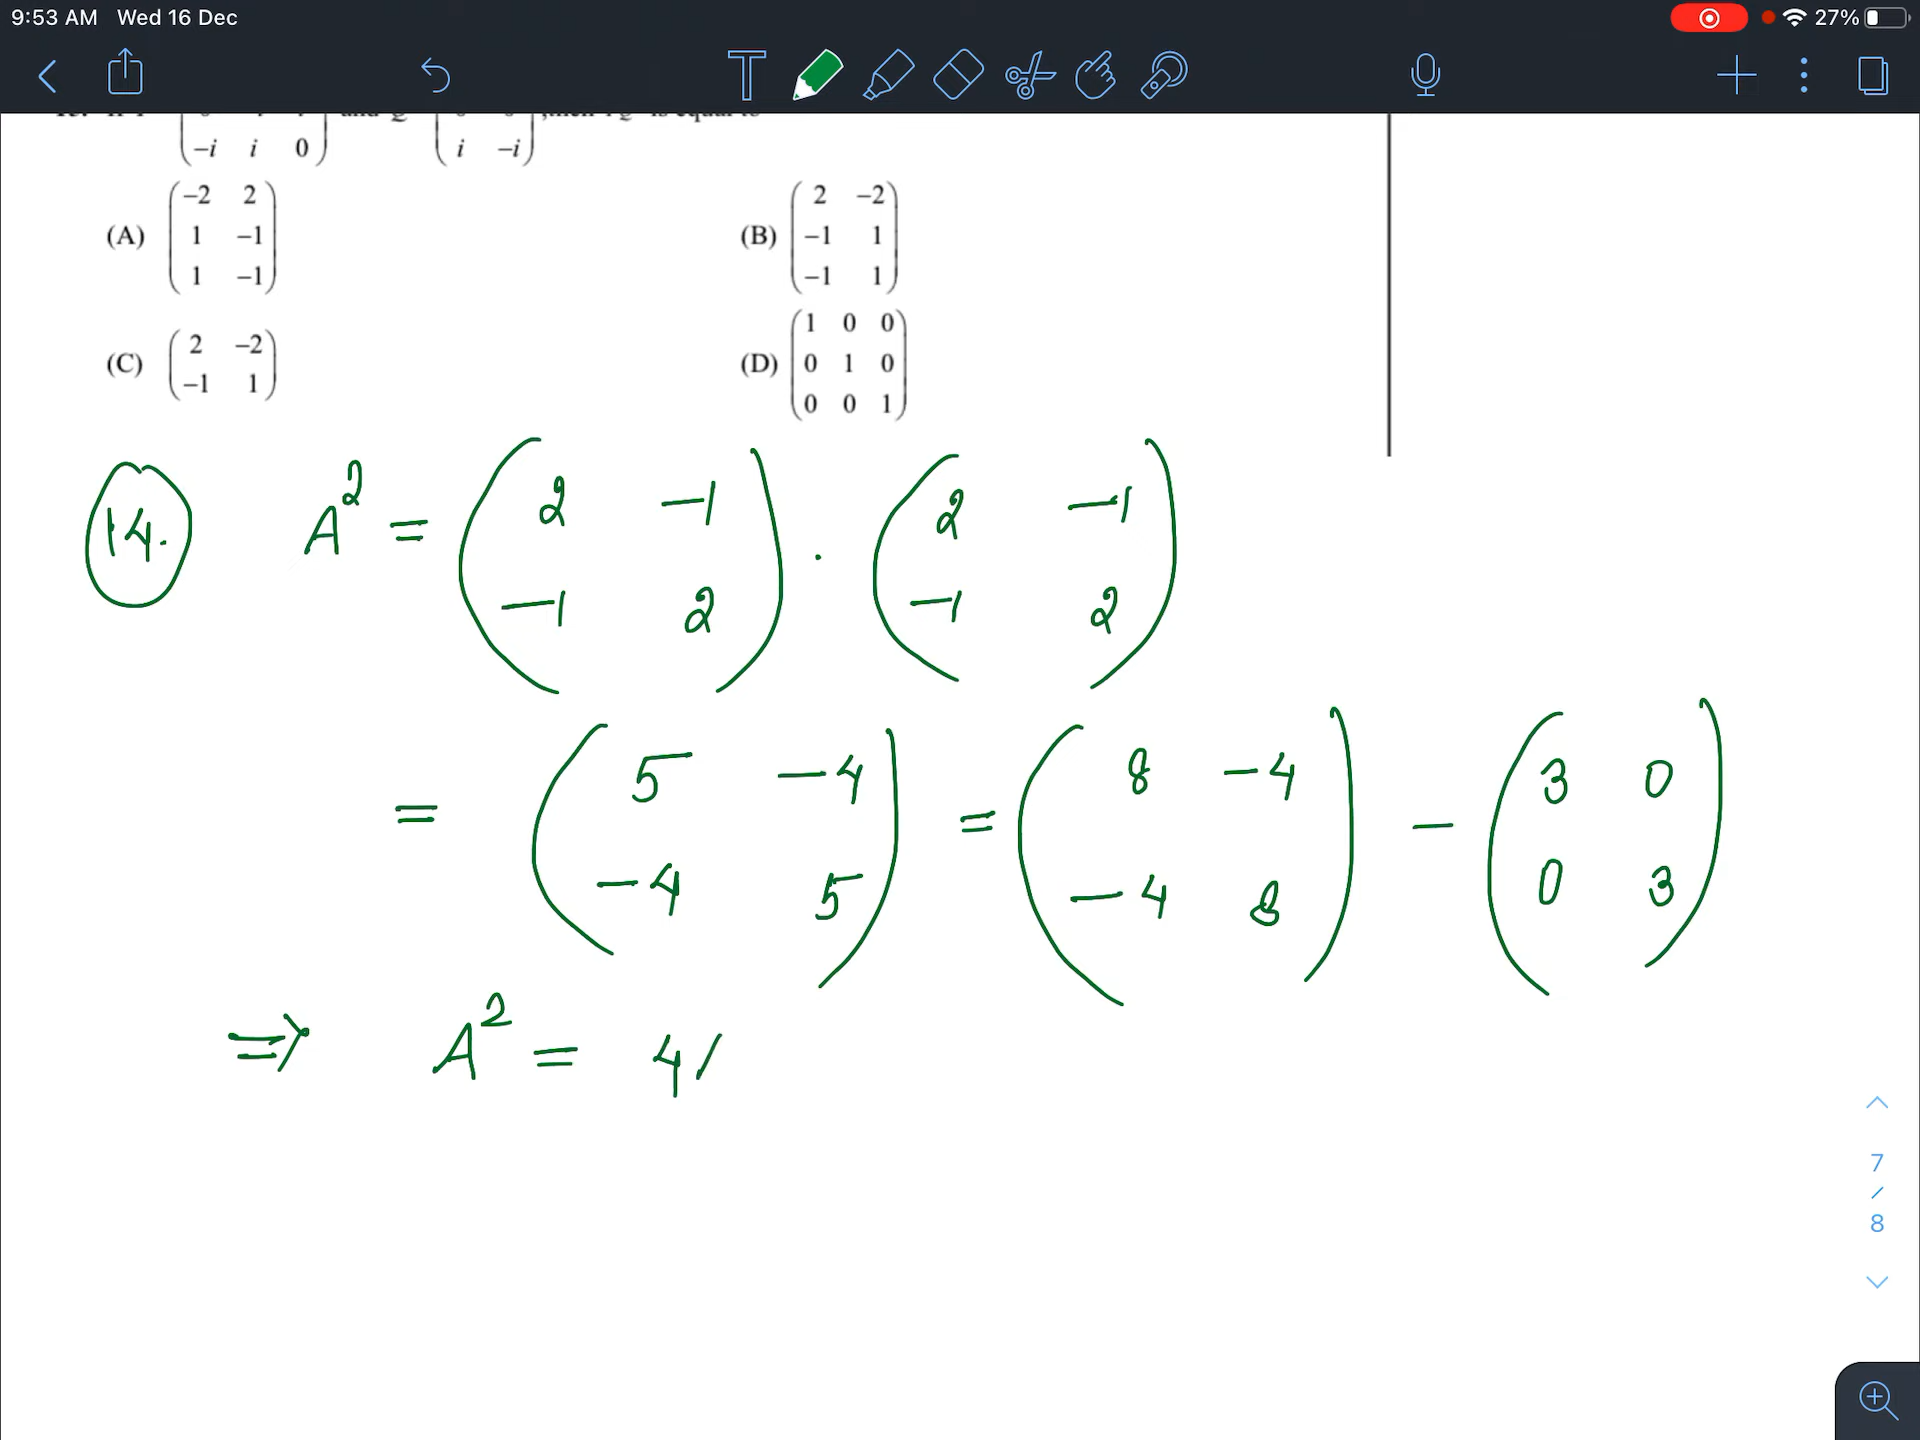 9:53 AM Wed 16 Dec 27%
T
−i i 0 i −i
(A) −2 2 1 −1 1 −1 (B) 2 −2 −1 1 −1 1
(C) 2 −2 −1 1 (D) 1 0 0 0 1 0 0 0 1
14. A² = ( 2 −1 −1 2 ) · ( 2 −1 −1 2 )
= ( 5 −4 −4 5 ) = ( 8 −4 −4 8 ) − ( 3 0 0 3 )
⇒ A² = 4
7
/
8